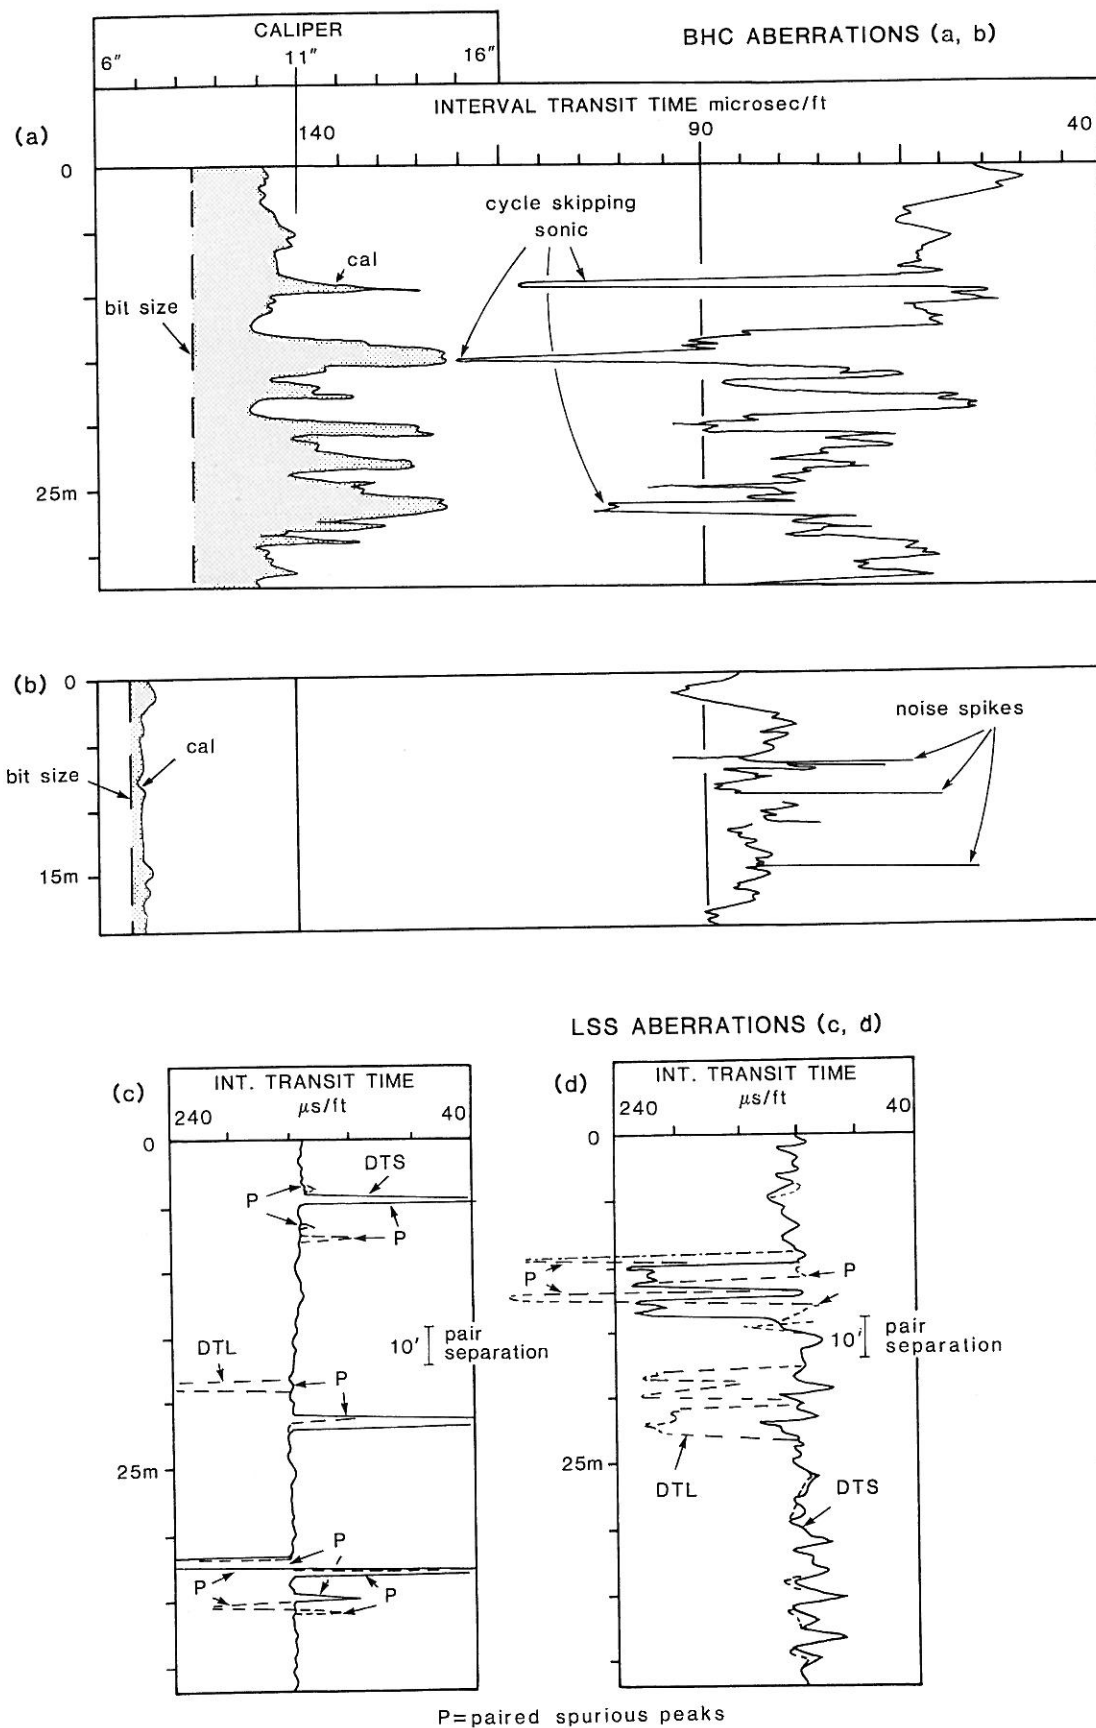 CALIPER
6" 11" 16"
BHC ABERRATIONS (a, b)
INTERVAL TRANSIT TIME microsec/ft
(a)
140 90 40
0
cycle skipping
sonic
cal
bit size
25m
(b)
0
noise spikes
cal
bit size
15m
LSS ABERRATIONS (c, d)
(c)
INT. TRANSIT TIME
µs/ft
240 40
0
DTS
P
P
P
10' pair
separation
DTL
P
25m
P
P
P
(d)
INT. TRANSIT TIME
µs/ft
240 40
0
P
P
10' pair
separation
25m
DTL
DTS
P=paired spurious peaks